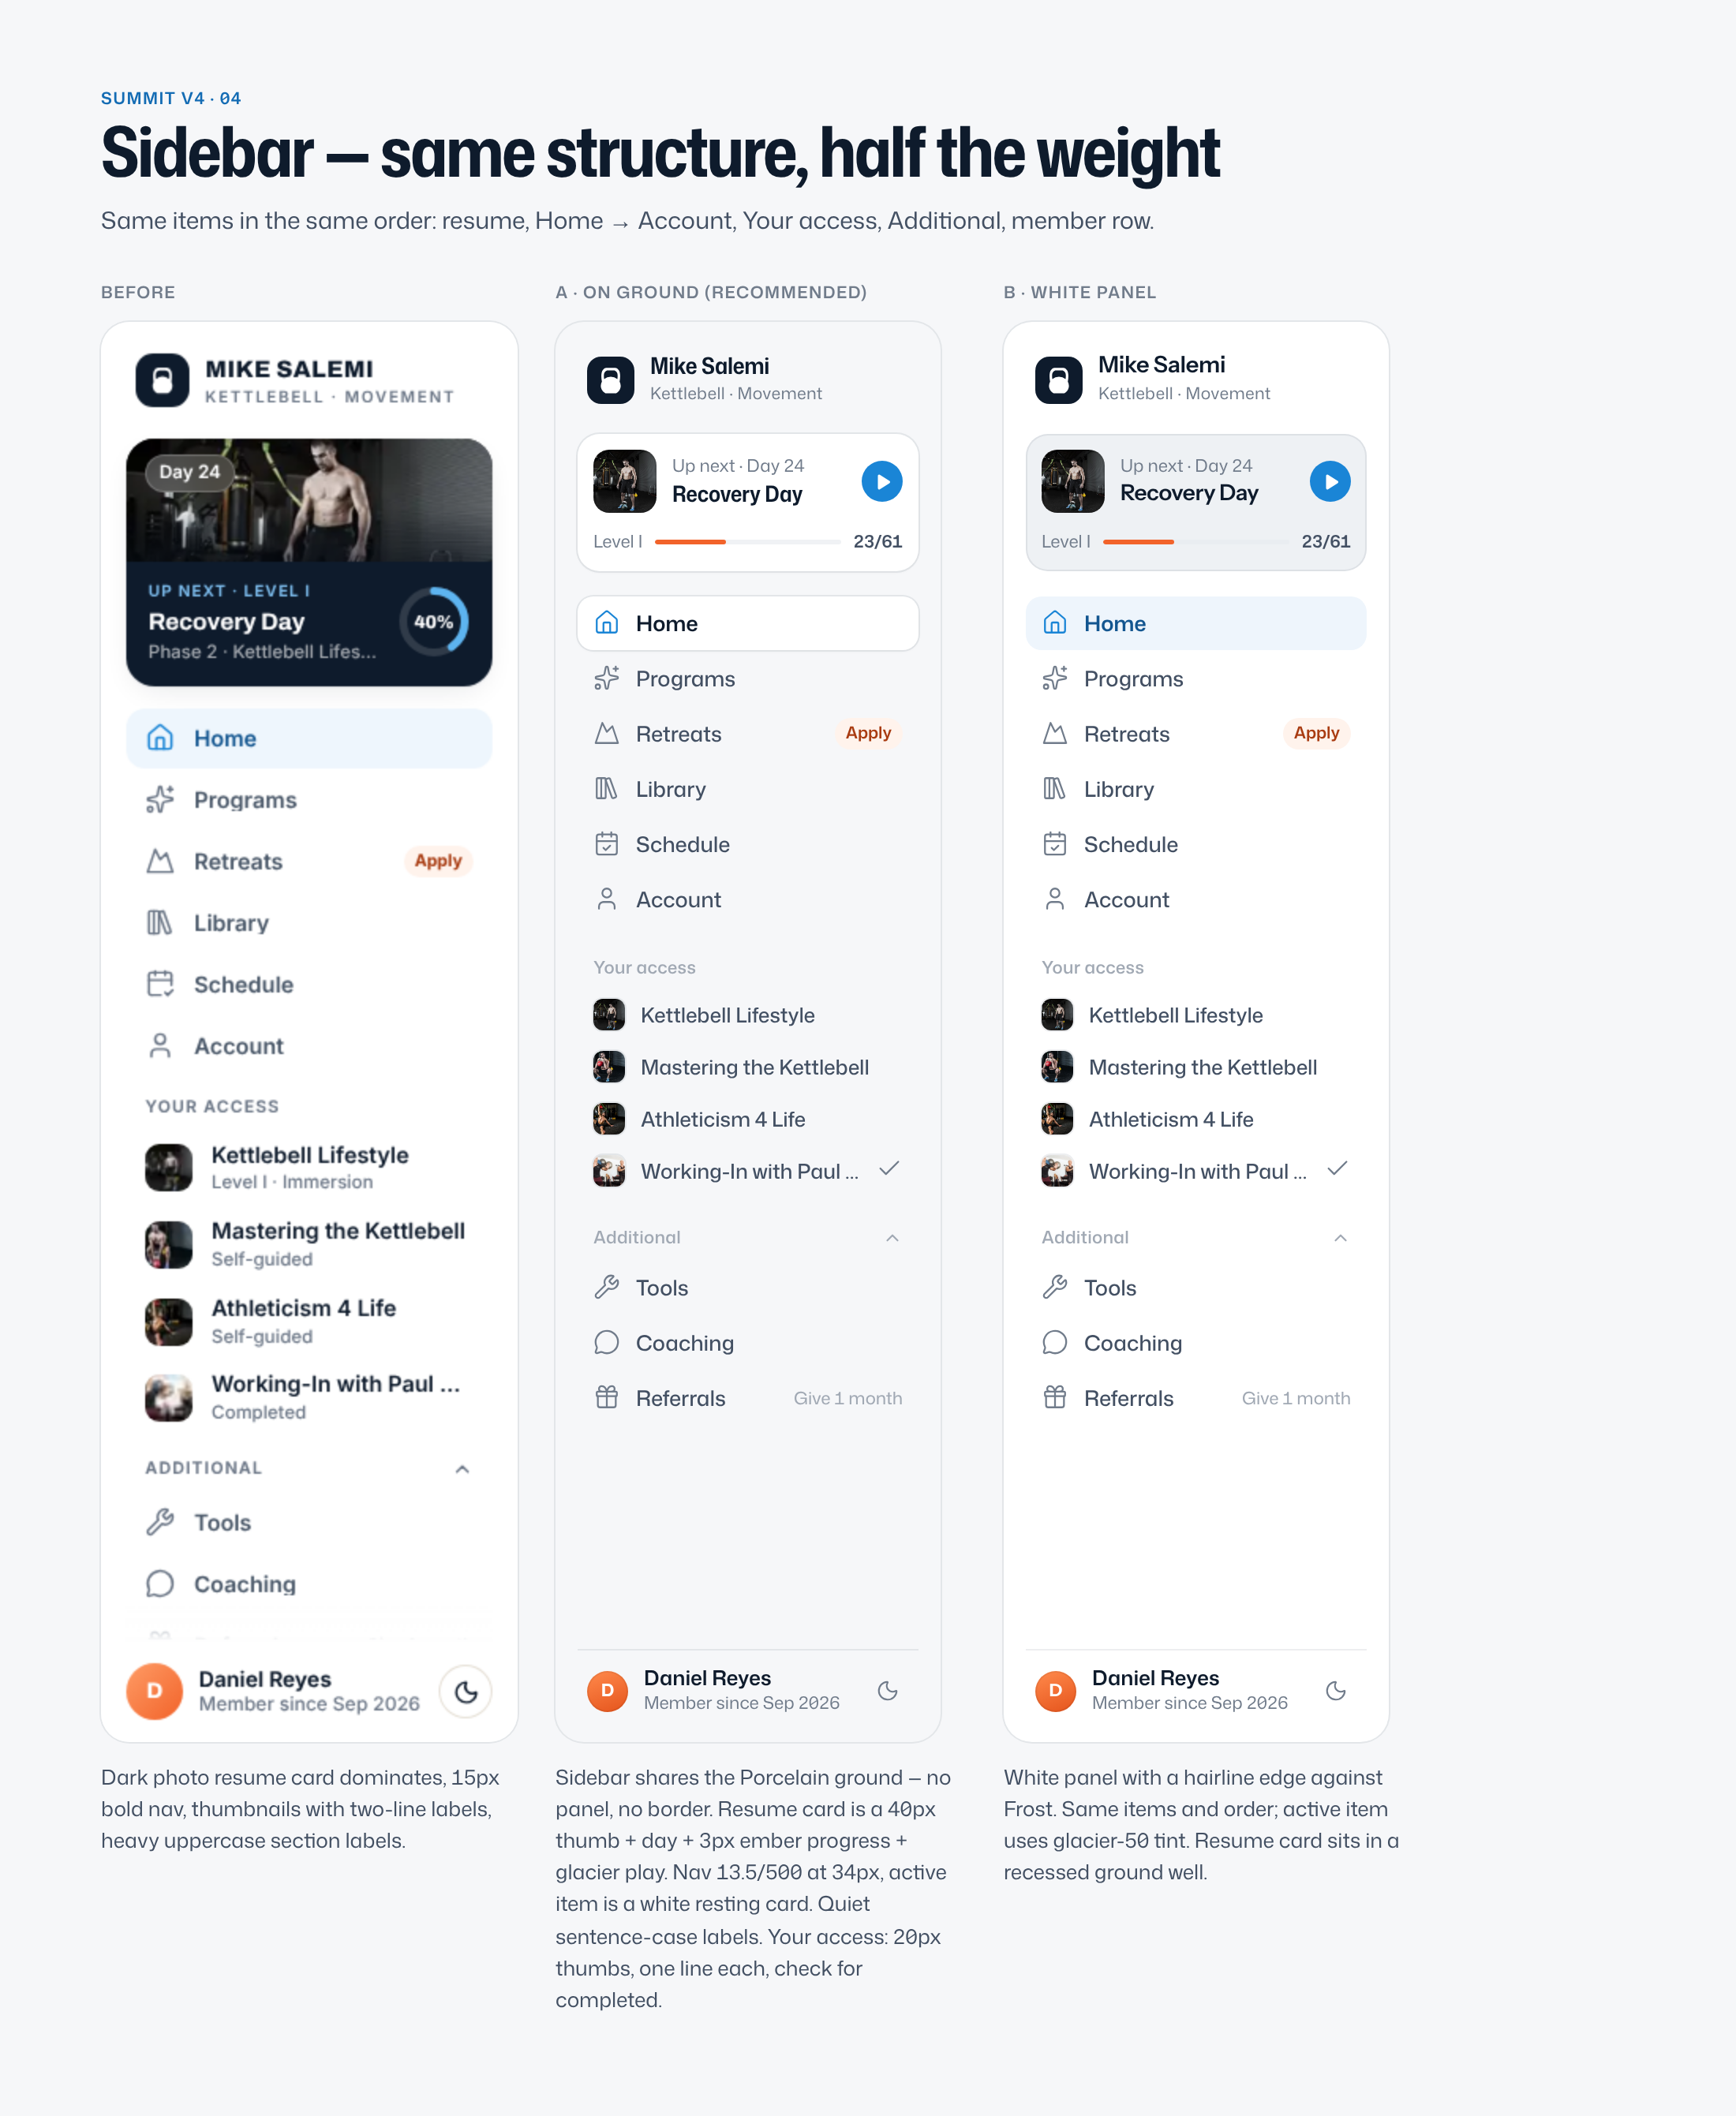 SUMMIT V4 · 04
Sidebar — same structure, half the weight
Same items in the same order: resume, Home → Account, Your access, Additional, member row.
BEFORE
MIKE SALEMI
KETTLEBELL · MOVEMENT
Day 24
UP NEXT · LEVEL I
Recovery Day
40%
Phase 2 · Kettlebell Lifes...
Home
Programs
Retreats
Apply
Library
Schedule
Account
YOUR ACCESS
Kettlebell Lifestyle
Level I · Immersion
Mastering the Kettlebell
Self-guided
Athleticism 4 Life
Self-guided
Working-In with Paul ...
Completed
ADDITIONAL
Tools
Coaching
D
Daniel Reyes
Member since Sep 2026
Dark photo resume card dominates, 15px
bold nav, thumbnails with two-line labels,
heavy uppercase section labels.
A · ON GROUND (RECOMMENDED)
Mike Salemi
Kettlebell · Movement
Up next · Day 24
Recovery Day
Level I
23/61
Home
Programs
Retreats
Apply
Library
Schedule
Account
Your access
Kettlebell Lifestyle
Mastering the Kettlebell
Athleticism 4 Life
Working-In with Paul ...
Additional
Tools
Coaching
Referrals
Give 1 month
D
Daniel Reyes
Member since Sep 2026
Sidebar shares the Porcelain ground — no
panel, no border. Resume card is a 40px
thumb + day + 3px ember progress +
glacier play. Nav 13.5/500 at 34px, active
item is a white resting card. Quiet
sentence-case labels. Your access: 20px
thumbs, one line each, check for
completed.
B · WHITE PANEL
Mike Salemi
Kettlebell · Movement
Up next · Day 24
Recovery Day
Level I
23/61
Home
Programs
Retreats
Apply
Library
Schedule
Account
Your access
Kettlebell Lifestyle
Mastering the Kettlebell
Athleticism 4 Life
Working-In with Paul ...
Additional
Tools
Coaching
Referrals
Give 1 month
D
Daniel Reyes
Member since Sep 2026
White panel with a hairline edge against
Frost. Same items and order; active item
uses glacier-50 tint. Resume card sits in a
recessed ground well.